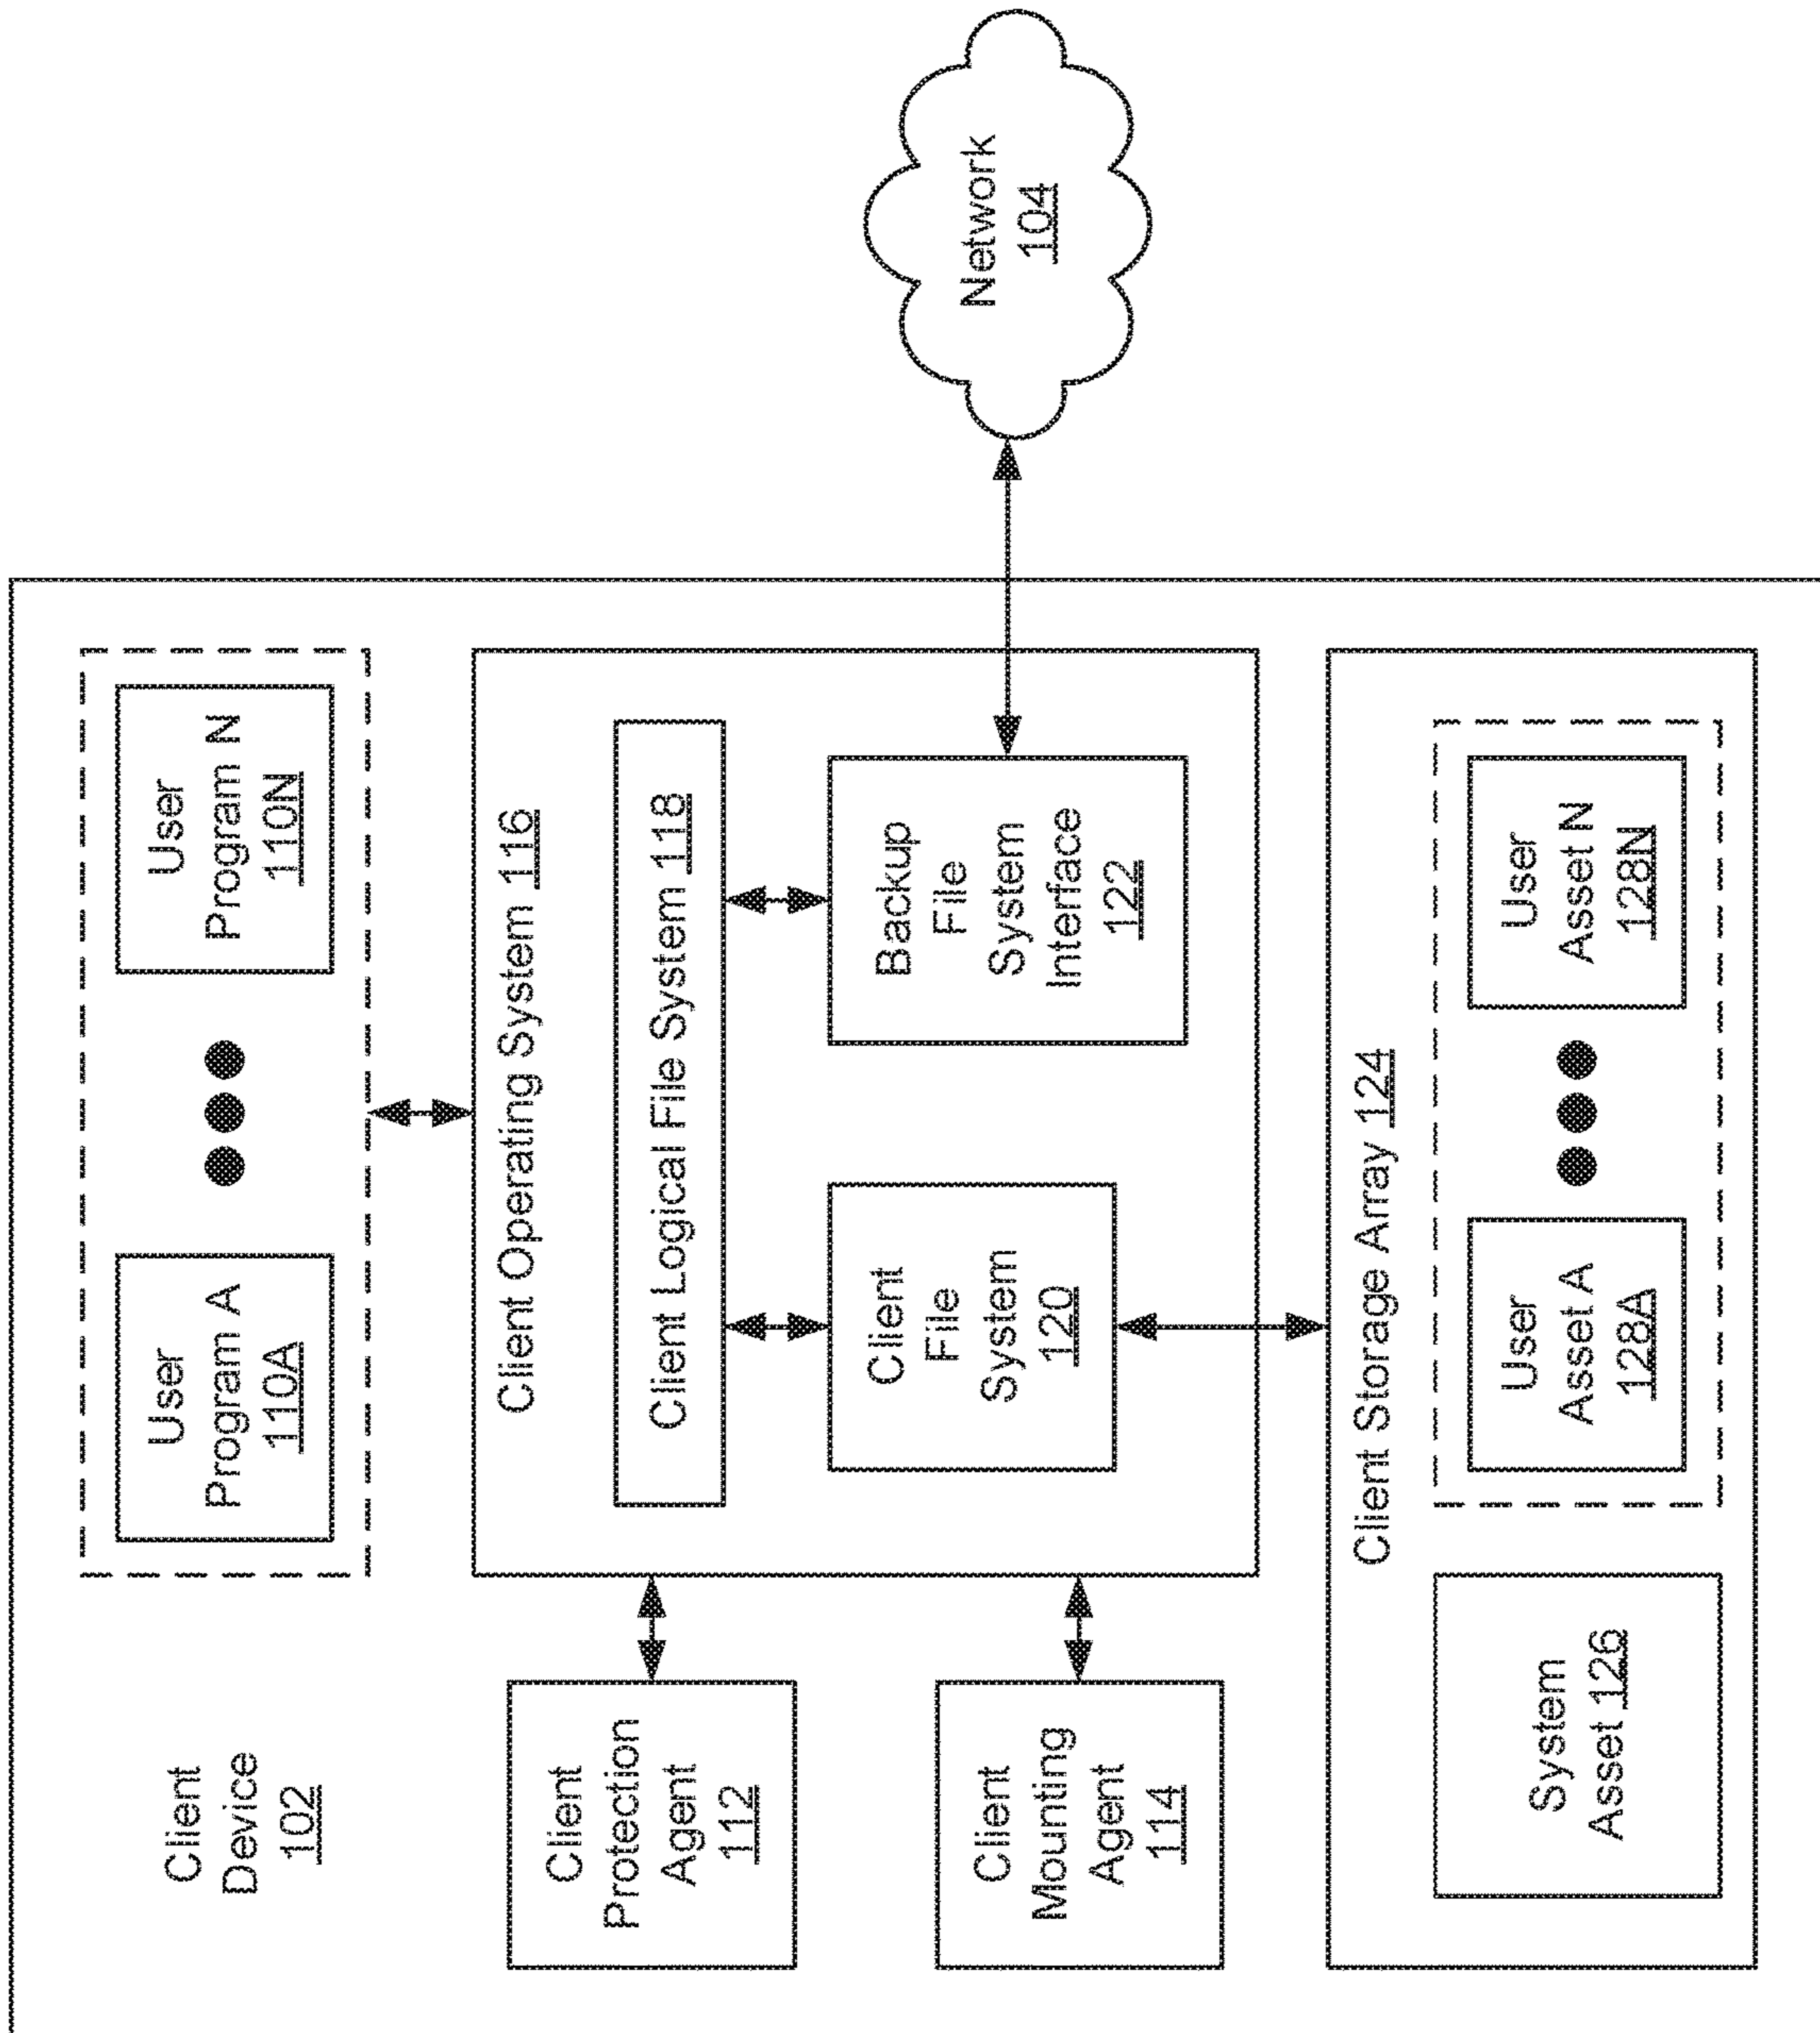 Client
Device
102
User
Program A
110A
User
Program N
110N
Client
Protection
Agent
112
Client
Mounting
Agent
114
Client Operating System 116
Client Logical File System 118
Client
File
System
120
Backup
File
System
Interface
122
Network
104
Client Storage Array 124
System
Asset 126
User
Asset A
128A
User
Asset N
128N